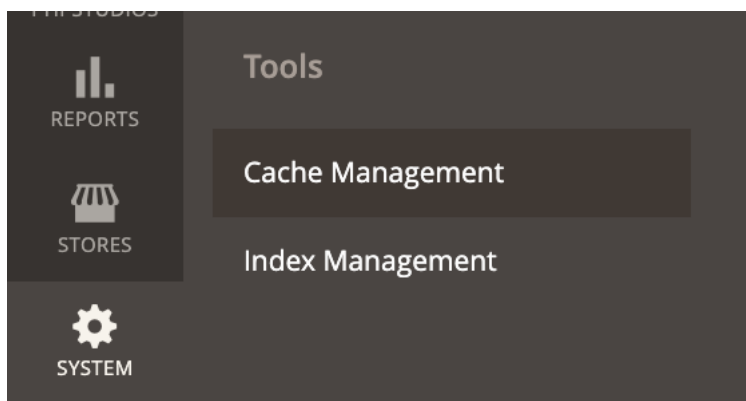 REPORTS
STORES
SYSTEM
Tools
Cache Management
Index Management